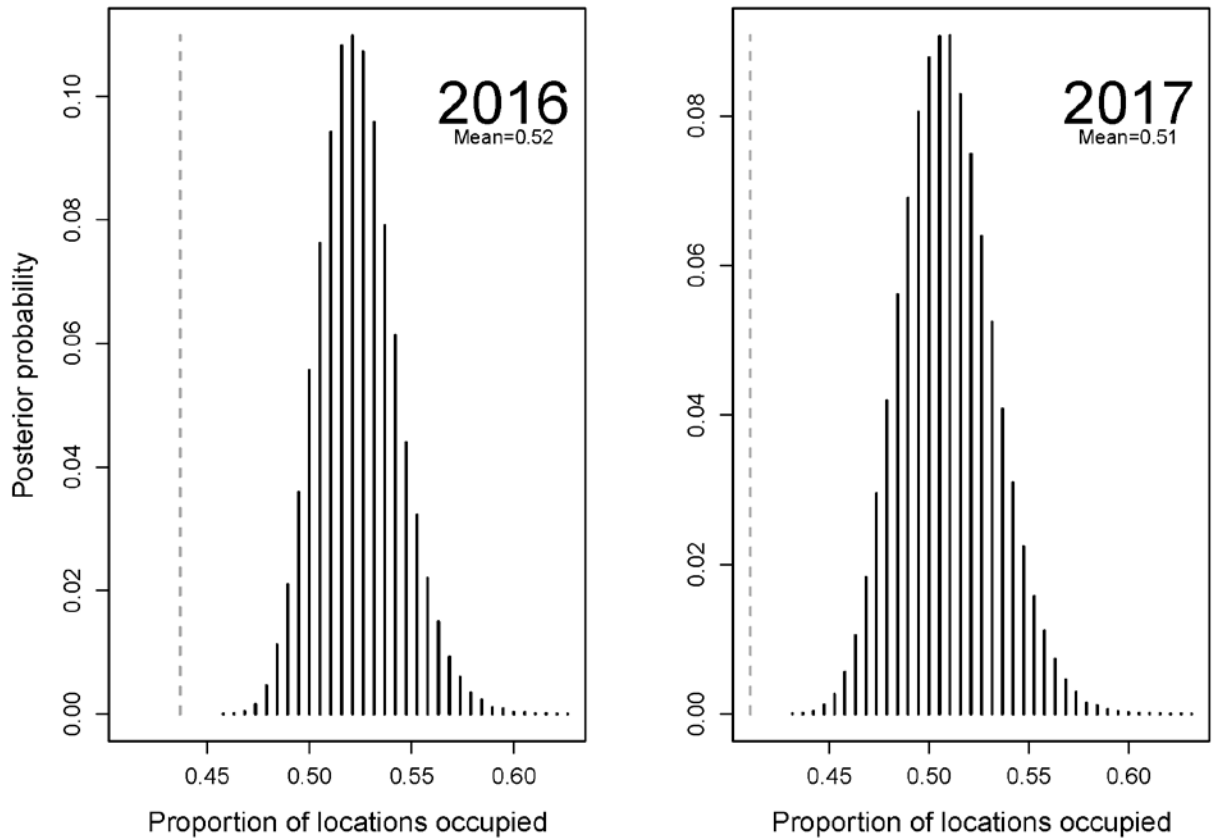 2016
Mean=0.52
0.10
0.08
0.06
0.04
0.02
0.00
Posterior probability
0.45 0.50 0.55 0.60
Proportion of locations occupied
2017
Mean=0.51
0.08
0.06
0.04
0.02
0.00
0.45 0.50 0.55 0.60
Proportion of locations occupied